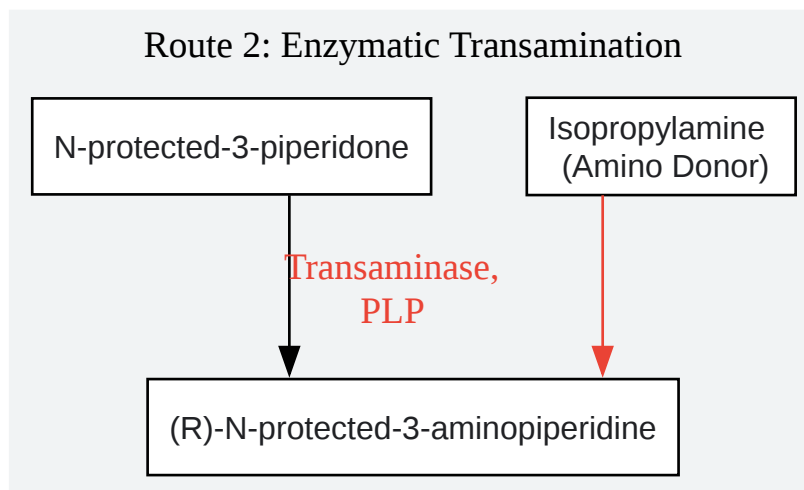 Route 2: Enzymatic Transamination
N-protected-3-piperidone
Isopropylamine
(Amino Donor)
Transaminase,
PLP
(R)-N-protected-3-aminopiperidine